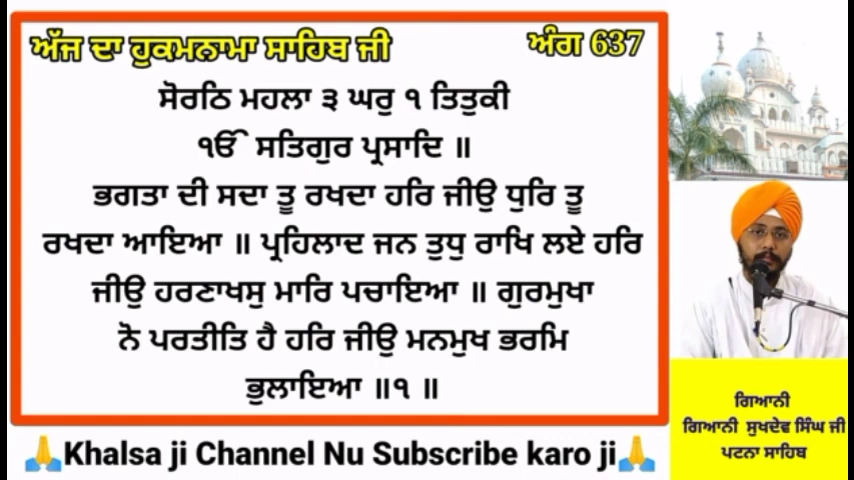 ਅੱਜ ਦਾ ਹੁਕਮਨਾਮਾ ਸਾਹਿਬ ਜੀ
ਅੰਗ 637
ਸੋਰਠਿ ਮਹਲਾ ੩ ਘਰੁ ੧ ਤਿਤੁਕੀ
ੴ ਸਤਿਗੁਰ ਪ੍ਰਸਾਦਿ ॥
ਭਗਤਾ ਦੀ ਸਦਾ ਤੂ ਰਖਦਾ ਹਰਿ ਜੀਉ ਧੁਰਿ ਤੂ
ਰਖਦਾ ਆਇਆ ॥ ਪ੍ਰਹਿਲਾਦ ਜਨ ਤੁਧੁ ਰਾਖਿ ਲਏ ਹਰਿ
ਜੀਉ ਹਰਣਾਖਸੁ ਮਾਰਿ ਪਚਾਇਆ ॥ ਗੁਰਮੁਖਾ
ਨੋ ਪਰਤੀਤਿ ਹੈ ਹਰਿ ਜੀਉ ਮਨਮੁਖ ਭਰਮਿ
ਭੁਲਾਇਆ ॥੧ ॥
🙏Khalsa ji Channel Nu Subscribe karo ji🙏
ਗਿਆਨੀ
ਗਿਆਨੀ ਸੁਖਦੇਵ ਸਿੰਘ ਜੀ
ਪਟਨਾ ਸਾਹਿਬ